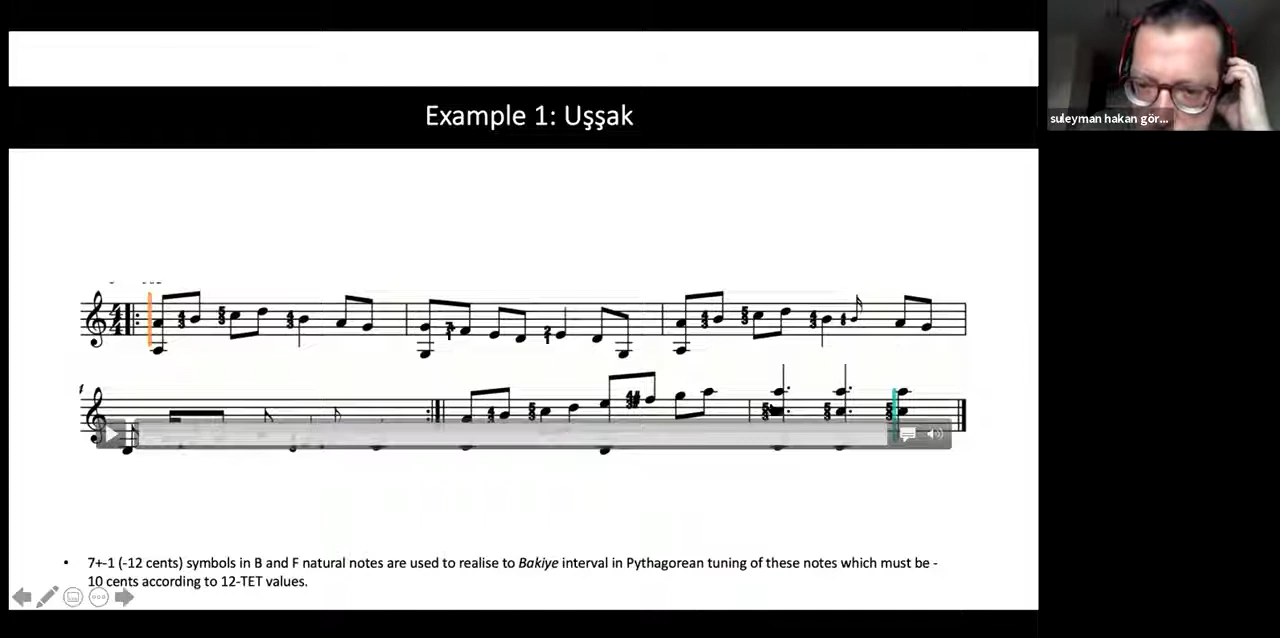 Example 1: Uşşak
suleyman hakan gör...
7+-1 (-12 cents) symbols in B and F natural notes are used to realise to Bakiye interval in Pythagorean tuning of these notes which must be -
10 cents according to 12-TET values.